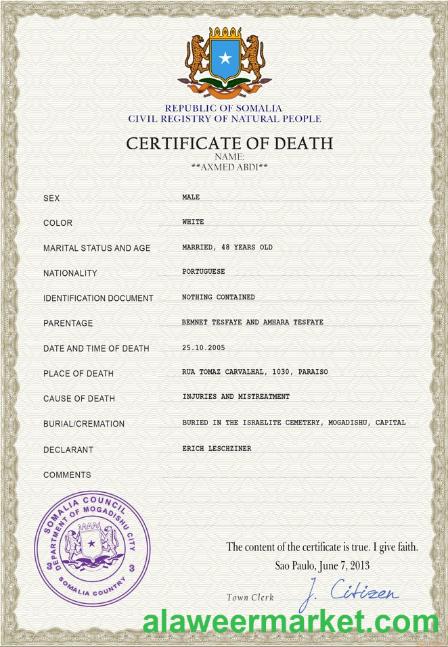 REPUBLIC OF SOMALIA
CIVIL REGISTRY OF NATURAL PEOPLE
CERTIFICATE OF DEATH
NAME:
**AXMED ABDI**
SEX MALE
COLOR WHITE
MARITAL STATUS AND AGE MARRIED, 48 YEARS OLD
NATIONALITY PORTUGUESE
IDENTIFICATION DOCUMENT NOTHING CONTAINED
PARENTAGE BEMNET TESFAYE AND AMHARA TESFAYE
DATE AND TIME OF DEATH 25.10.2005
PLACE OF DEATH RUA TOMAZ CARVALHAL, 1030, PARAISO
CAUSE OF DEATH INJURIES AND MISTREATMENT
BURIAL/CREMATION BURIED IN THE ISRAELITE CEMETERY, MOGADISHU, CAPITAL
DECLARANT ERICH LESCHZINER
COMMENTS
SOMALIA COUNCIL
DEPARTMENT OF MOGADISHU CITY
3 3
SOMALIA COUNTRY
The content of the certificate is true. I give faith.
Sao Paulo, June 7, 2013
Town Clerk J. Citizen
alaweermarket.com